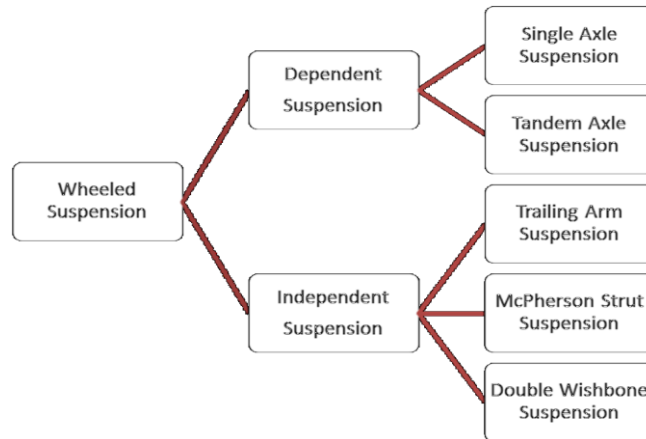 Single Axle
Suspension
Dependent
Suspension
Tandem Axle
Suspension
Wheeled
Suspension
Trailing Arm
Suspension
Independent
Suspension
McPherson Strut
Suspension
Double Wishbone
Suspension